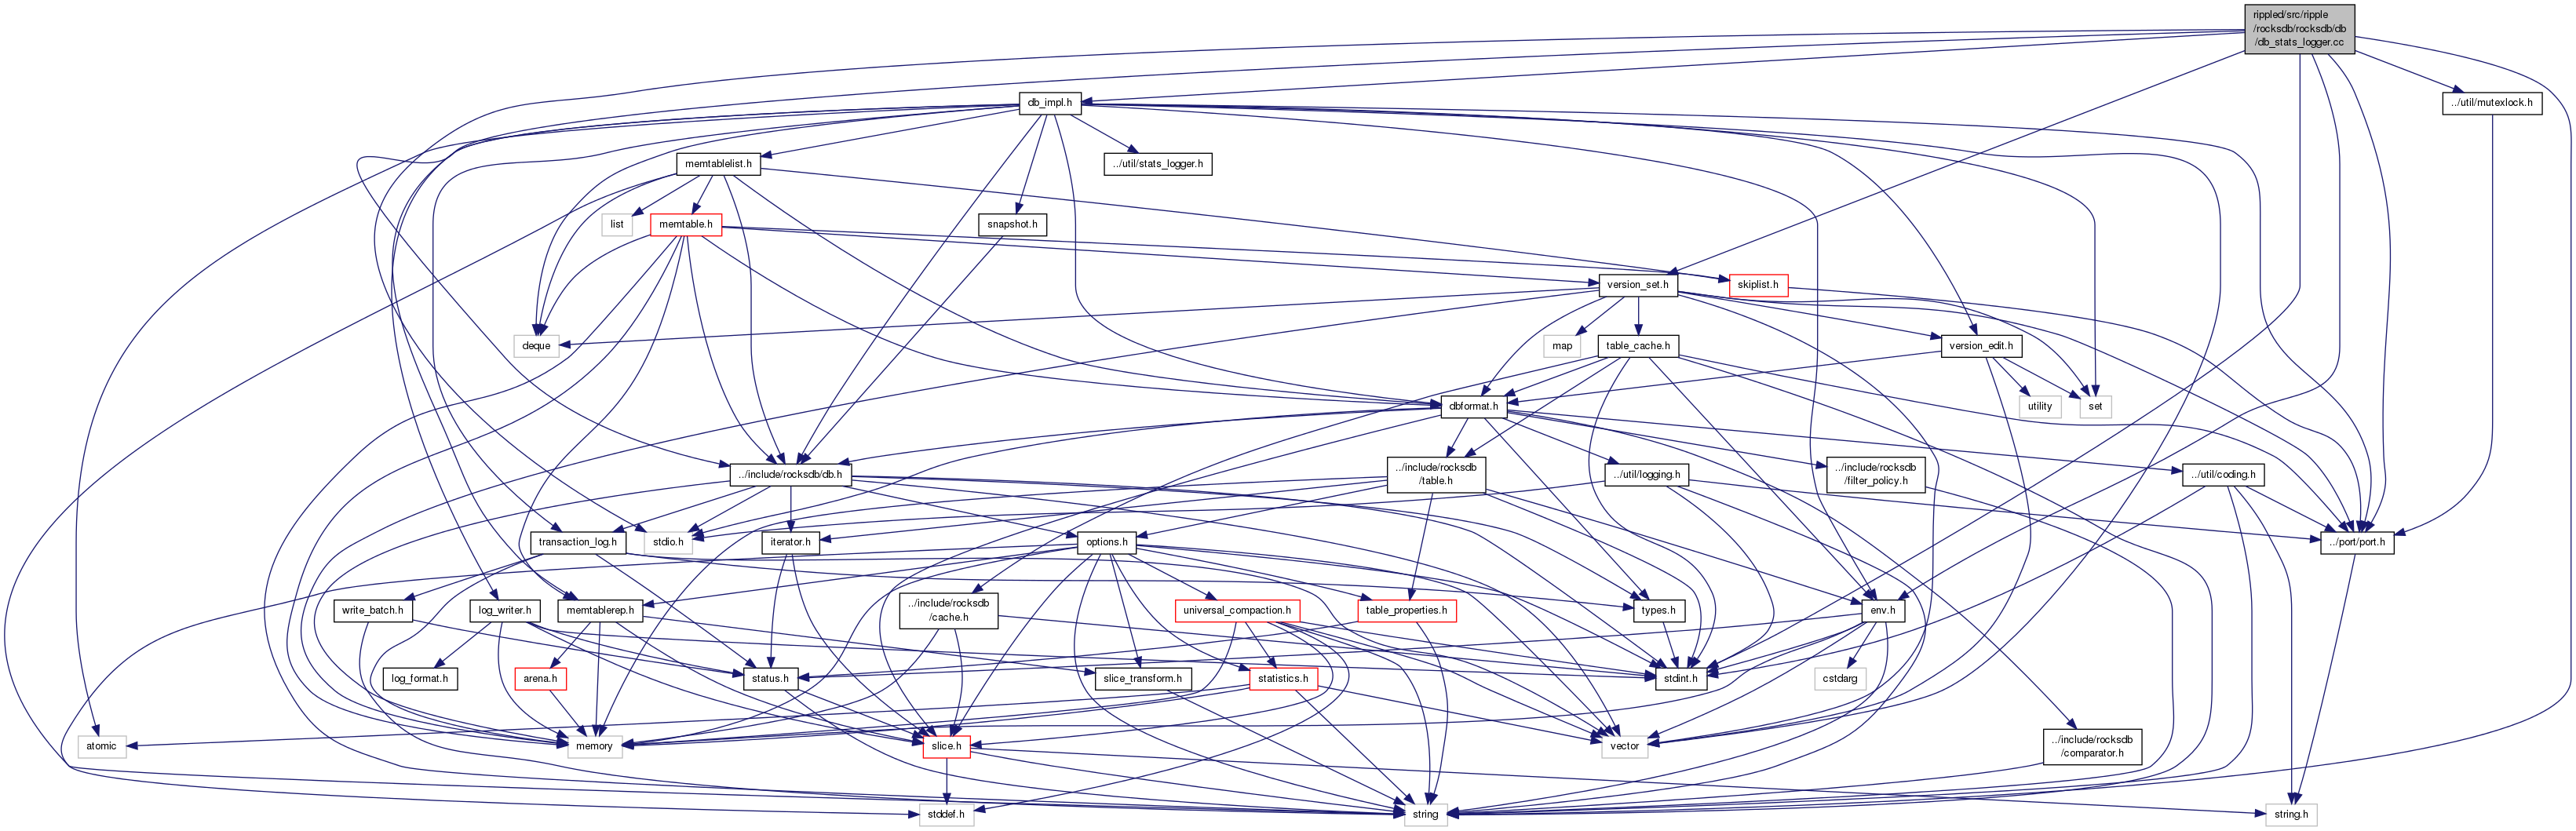 rippled/src/ripple
/rocksdb/rocksdb/db
/db_stats_logger.cc
db_impl.h
../util/mutexlock.h
memtablelist.h
../util/stats_logger.h
list
memtable.h
snapshot.h
version_set.h
skiplist.h
deque
map
table_cache.h
version_edit.h
dbformat.h
utility
set
../include/rocksdb/db.h
../include/rocksdb
/table.h
../util/logging.h
../include/rocksdb
/filter_policy.h
../util/coding.h
transaction_log.h
stdio.h
iterator.h
options.h
../port/port.h
write_batch.h
log_writer.h
memtablerep.h
../include/rocksdb
/cache.h
universal_compaction.h
table_properties.h
types.h
env.h
log_format.h
arena.h
status.h
slice_transform.h
statistics.h
stdint.h
cstdarg
atomic
memory
slice.h
vector
../include/rocksdb
/comparator.h
stddef.h
string
string.h